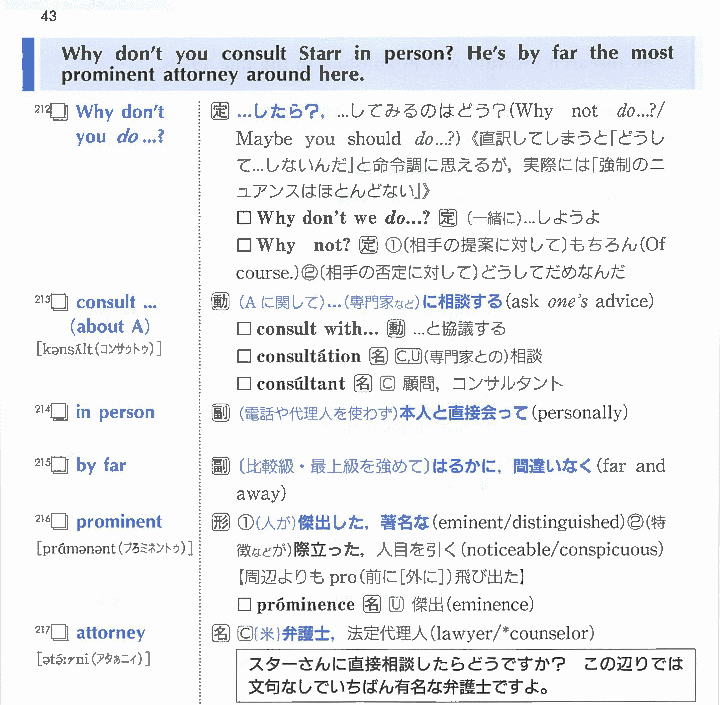 43
Why don't you consult Starr in person? He's by far the most
prominent attorney around here.
212 Why don't
you do ...?
定 …したら？，…してみるのはどう？(Why not do...?/
Maybe you should do...?)《直訳してしまうと「どうし
て…しないんだ」と命令調に思えるが，実際には「強制のニ
ュアンスはほとんどない」》
□ Why don't we do...? 定 (一緒に)…しようよ
□ Why not? 定 ①(相手の提案に対して)もちろん(Of
course.)②(相手の否定に対して)どうしてだめなんだ
213 consult ...
(about A)
[kənsʌ́lt(コンサゥトゥ)]
動 (A に関して)…(専門家など)に相談する(ask one's advice)
□ consult with... 動 …と協議する
□ consultátion 名 C,U(専門家との)相談
□ consúltant 名 C 顧問，コンサルタント
214 in person
副 (電話や代理人を使わず)本人と直接会って(personally)
215 by far
副 (比較級・最上級を強めて)はるかに，間違いなく(far and
away)
216 prominent
[prɑ́mənənt(プろミネントゥ)]
形 ①(人が)傑出した，著名な(eminent/distinguished)②(特
徴などが)際立った，人目を引く(noticeable/conspicuous)
【周辺よりも pro(前に[外に])飛び出た】
□ próminence 名 U 傑出(eminence)
217 attorney
[ətə́ːrni(アタぁニィ)]
名 C(米)弁護士，法定代理人(lawyer/*counselor)
スターさんに直接相談したらどうですか？　この辺りでは
文句なしでいちばん有名な弁護士ですよ。